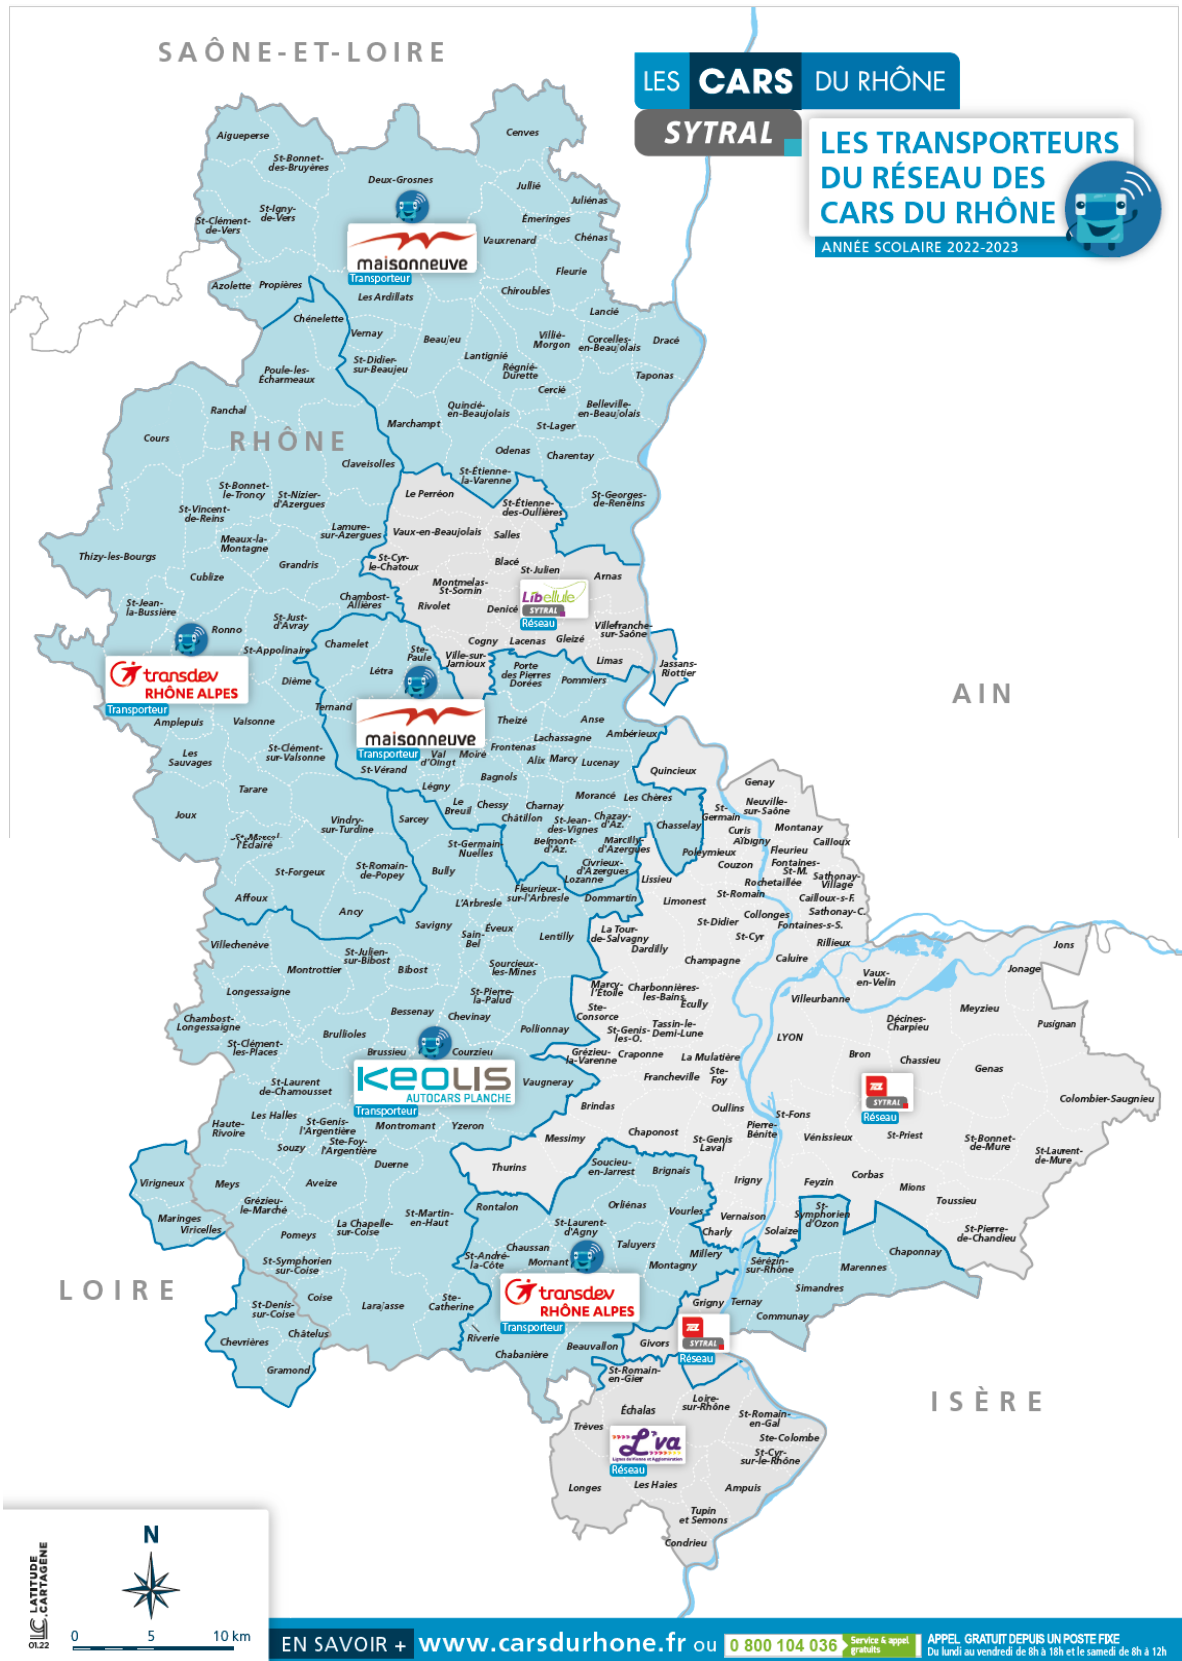 SAÔNE-ET-LOIRE
LES CARS DU RHÔNE
SYTRAL
LES TRANSPORTEURS
DU RÉSEAU DES
CARS DU RHÔNE
ANNÉE SCOLAIRE 2022-2023
Aigueperse
Cenves
St-Bonnet-
des-Bruyères
Deux-Grosnes
Jullié
Juliénas
St-Igny-
de-Vers
St-Clément-
de-Vers
Émeringes
Vauxrenard
Chénas
maisonneuve
Transporteur
Fleurie
Azolette
Propières
Les Ardillats
Chiroubles
Chénelette
Lancié
Vernay
Beaujeu
Villié-
Morgon
Corcelles-
en-Beaujolais
Dracé
St-Didier-
sur-Beaujeu
Lantignié
Régnié-
Durette
Taponas
Poule-les-
Écharmeaux
Cercié
Ranchal
Quincié-
en-Beaujolais
Belleville-
en-Beaujolais
Marchampt
St-Lager
Cours
RHÔNE
Odenas
Charentay
Claveisolles
St-Étienne-
la-Varenne
St-Bonnet-
le-Troncy
St-Nizier-
d'Azergues
Le Perréon
St-Étienne-
des-Oullières
St-Georges-
de-Reneins
St-Vincent-
de-Reins
Lamure-
sur-Azergues
Vaux-en-Beaujolais
Salles
Meaux-la-
Montagne
Thizy-les-Bourgs
Grandris
St-Cyr-
le-Chatoux
Blacé
St-Julien
Arnas
Cublize
Montmelas-
St-Sornin
Libellule
SYTRAL
Réseau
Chambost-
Allières
Rivolet
Denicé
St-Jean-
la-Bussière
St-Just-
d'Avray
Villefranche-
sur-Saône
Ronno
St-Appolinaire
Chamelet
Ste-
Paule
Cogny
Lacenas
Gleizé
Ville-sur-
Jarnioux
Limas
Jassans-
Riottier
transdev
RHÔNE ALPES
Transporteur
Dième
Létra
Porte
des Pierres
Dorées
Pommiers
AIN
Ternand
maisonneuve
Transporteur
Amplepuis
Valsonne
Theizé
Anse
Ambérieux
Lachassagne
Frontenas
Les
Sauvages
St-Clément-
sur-Valsonne
St-Vérand
Val
d'Oingt
Moiré
Alix
Marcy
Lucenay
Quincieux
Bagnols
Tarare
Légny
Genay
Joux
Le
Breuil
Chessy
Charnay
Morancé
Les Chères
Neuville-
sur-Saône
Vindry-
sur-Turdine
Sarcey
Châtillon
St-Jean-
des-Vignes
Chazay-
d'Az.
Chasselay
St-
Germain
Curis
Montanay
l'Éclairé
St-Germain-
Nuelles
Belmont-
d'Az.
Marcilly-
d'Azergues
Poleymieux
Albigny
Fleurieu
Cailloux
St-Forgeux
St-Romain-
de-Popey
Bully
Civrieux-
d'Azergues
Lozanne
Lissieu
Couzon
Fontaines-
St-M.
Rochetaillée
Sathonay-
Village
Affoux
L'Arbresle
Fleurieux-
sur-l'Arbresle
Dommartin
Limonest
St-Romain
Cailloux-s-F.
Ancy
Savigny
Sain-
Bel
Éveux
Lentilly
La Tour-
de-Salvagny
Dardilly
St-Didier
Collonges
Sathonay-C.
Fontaines-s-S.
St-Cyr
Rillieux
Villechenève
St-Julien-
sur-Bibost
Montrottier
Bibost
Sourcieux-
les-Mines
Champagne
Caluire
Jons
Jonage
Longessaigne
St-Pierre-
la-Palud
Marcy-
l'Étoile
Charbonnières-
les-Bains
Écully
Vaux-
en-Velin
Villeurbanne
Meyzieu
Chambost-
Longessaigne
Bessenay
Chevinay
Ste-
Consorce
Décines-
Charpieu
Pusignan
St-Clément-
les-Places
Brullioles
Pollionnay
St-Genis-
les-O.
Tassin-le-
Demi-Lune
LYON
Brussieu
Courzieu
Grézieu-
la-Varenne
Craponne
La Mulatière
Bron
Chassieu
Genas
KEOLIS
AUTOCARS PLANCHE
Transporteur
St-Laurent
de-Chamousset
Vaugneray
Francheville
Ste-
Foy
SYTRAL
Réseau
Colombier-Saugnieu
Les Halles
Brindas
Oullins
St-Fons
Haute-
Rivoire
St-Genis-
l'Argentière
Montromant
Yzeron
Chaponost
Pierre-
Bénite
Vénissieux
St-Priest
Souzy
Ste-Foy-
l'Argentière
Messimy
St-Genis
Laval
St-Bonnet-
de-Mure
St-Laurent-
de-Mure
Duerne
Thurins
Soucieu-
en-Jarrest
Brignais
Irigny
Feyzin
Corbas
Mions
Virigneux
Meys
Aveize
Toussieu
Grézieu-
le-Marché
Rontalon
Orliénas
Vourles
Vernaison
St-
Symphorien
d'Ozon
Maringes
Viricelles
La Chapelle-
sur-Coise
St-Martin-
en-Haut
St-Laurent-
d'Agny
Charly
Solaize
St-Pierre-
de-Chandieu
Pomeys
St-André-
la-Côte
Chaussan
Mornant
Taluyers
Millery
Montagny
Sérézin-
sur-Rhône
Marennes
Chaponnay
St-Symphorien
sur-Coise
LOIRE
transdev
RHÔNE ALPES
Transporteur
Simandres
Coise
Larajasse
Ste-
Catherine
Grigny
Ternay
Communay
St-Denis-
sur-Coise
Châtelus
Chevrières
Riverie
Chabanière
Beauvallon
Givors
SYTRAL
Réseau
Gramond
St-Romain-
en-Gier
Échalas
Loire-
sur-Rhône
St-Romain-
en-Gal
ISÈRE
Trèves
L'va
Lignes de Vienne et Agglomération
Réseau
Ste-Colombe
St-Cyr-
sur-le-Rhône
Longes
Les Haies
Ampuis
Tupin
et Semons
Condrieu
N
LATITUDE
CARTAGÈNE
LC
01.22
0 5 10 km
EN SAVOIR + www.carsdurhone.fr ou 0 800 104 036 Service & appel
gratuits
APPEL GRATUIT DEPUIS UN POSTE FIXE
Du lundi au vendredi de 8h à 18h et le samedi de 8h à 12h